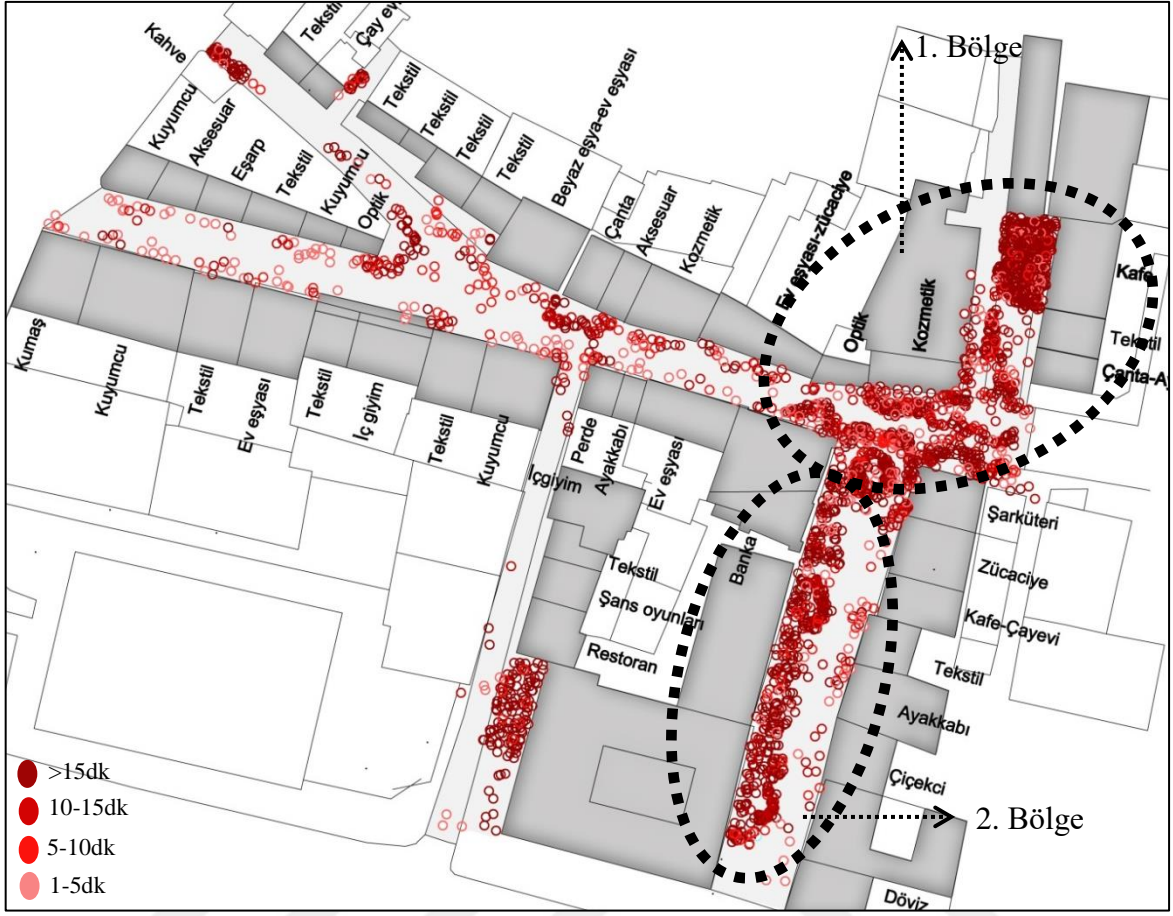 Kahve
Tekstil
Çay ev
Kuyumcu
Aksesuar
Eşarp
Tekstil
Kuyumcu
Optik
Tekstil
Tekstil
Tekstil
Tekstil
Beyaz eşya-ev eşyası
Çanta
Aksesuar
Kozmetik
Ev eşyası-zücaciye
Optik
Kozmetik
1. Bölge
Kafe
Tekstil
Çanta-Ay
Kumaş
Kuyumcu
Tekstil
Ev eşyası
Tekstil
İç giyim
Tekstil
Kuyumcu
İçgiyim
Perde
Ayakkabı
Ev eşyası
Banka
Tekstil
Şans oyunları
Restoran
Şarküteri
Zücaciye
Kafe-Çayevi
Tekstil
Ayakkabı
Çiçekci
2. Bölge
Döviz
>15dk
10-15dk
5-10dk
1-5dk